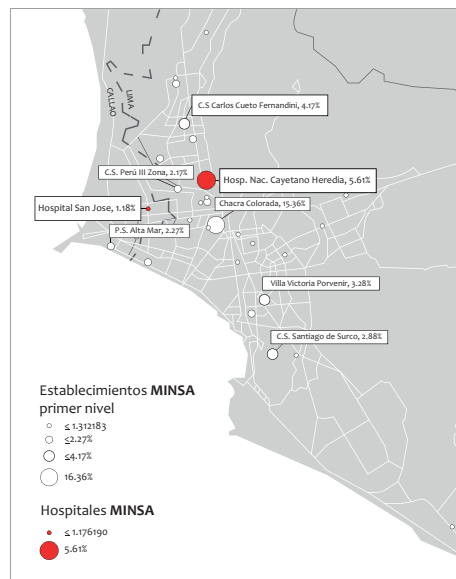 LIMA
CALLAO
C.S Carlos Cueto Fernandini, 4.17%
C.S. Perú III Zona, 2.17%
Hosp. Nac. Cayetano Heredia, 5.61%
Hospital San Jose, 1.18%
Chacra Colorada, 15.36%
P.S. Alta Mar, 2.27%
Villa Victoria Porvenir, 3.28%
C.S. Santiago de Surco, 2.88%
Establecimientos MINSA
primer nivel
≤ 1.312183
≤2.27%
≤4.17%
16.36%
Hospitales MINSA
≤ 1.176190
5.61%